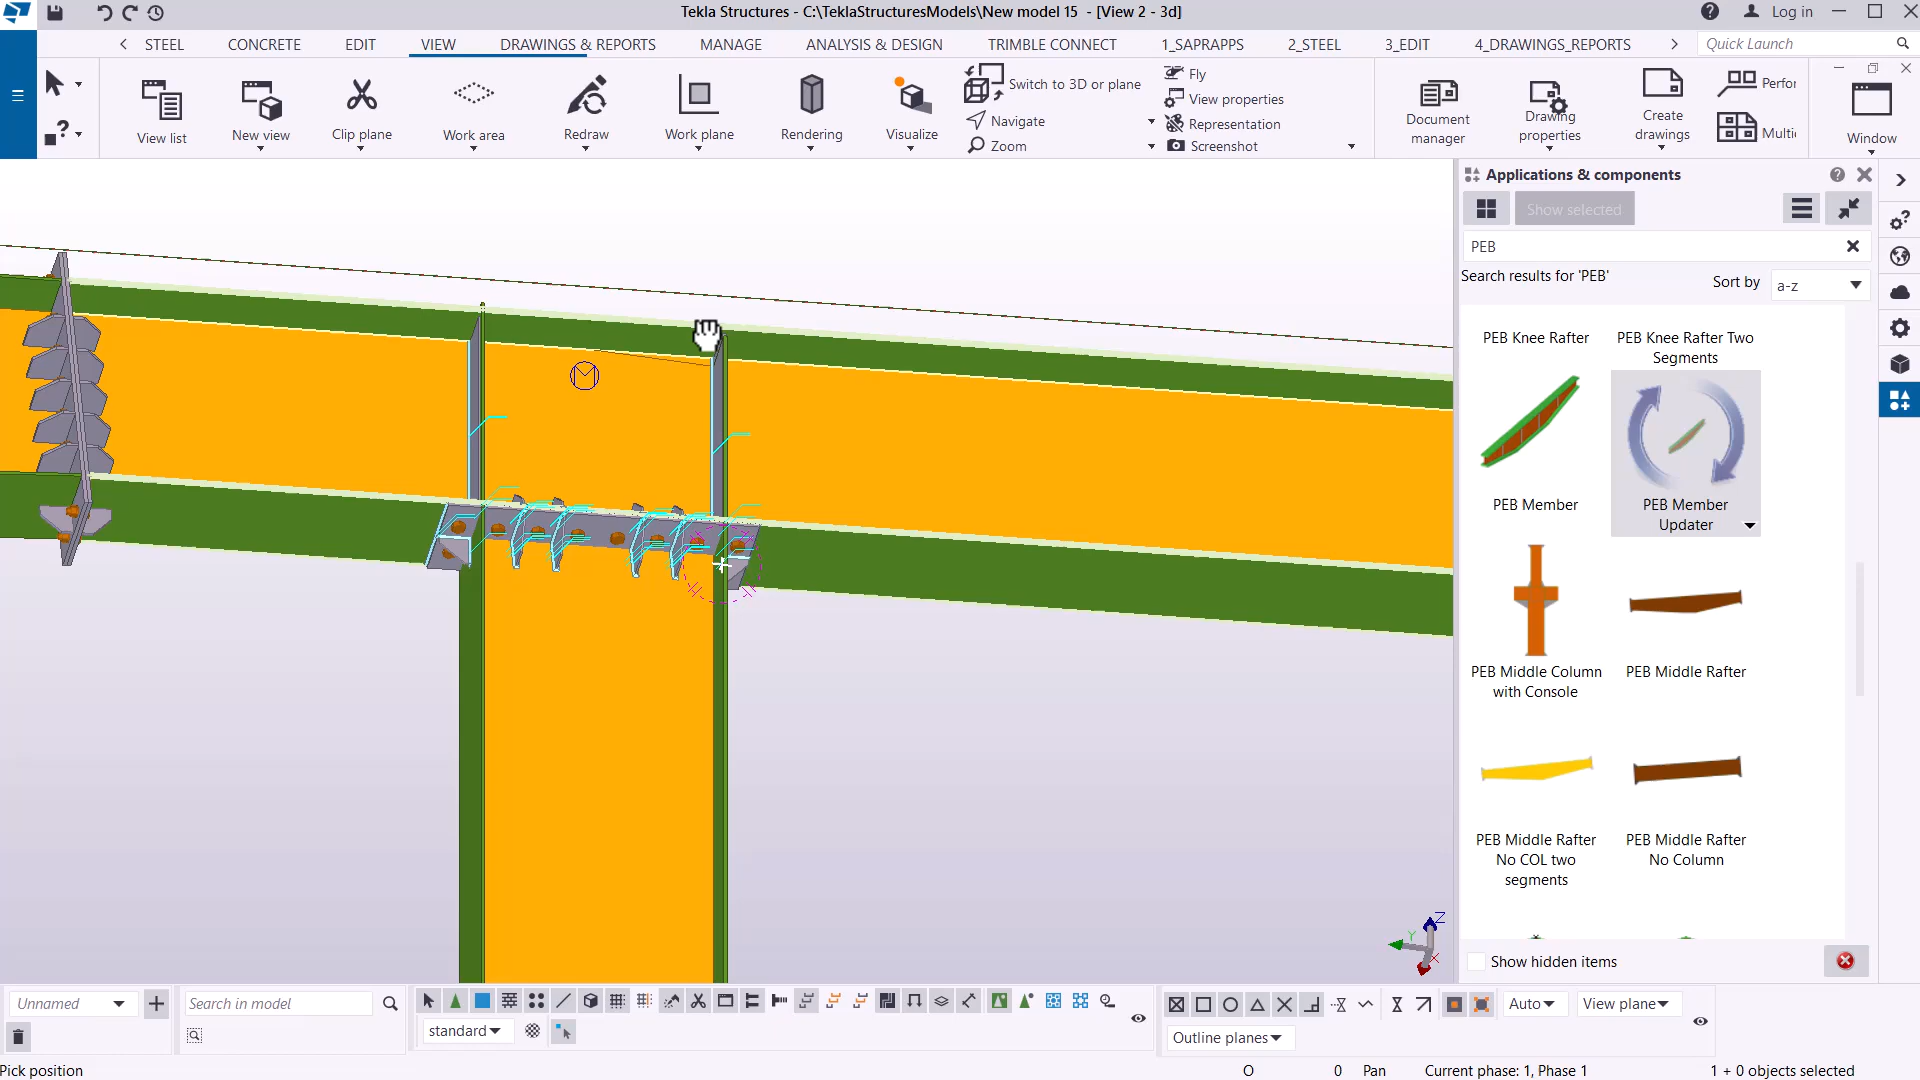 Tekla Structures - C:\TeklaStructuresModels\New model 15 - [View 2 - 3d]
Log in
STEEL CONCRETE EDIT VIEW DRAWINGS & REPORTS MANAGE ANALYSIS & DESIGN TRIMBLE CONNECT 1_SAPRAPPS 2_STEEL 3_EDIT 4_DRAWINGS_REPORTS
Quick Launch
View list
New view
Clip plane
Work area
Redraw
Work plane
Rendering
Visualize
Switch to 3D or plane
Navigate
Zoom
Fly
View properties
Representation
Screenshot
Document
manager
Drawing
properties
Create
drawings
Perfor
Multi
Window
Applications & components
Show selected
PEB
Search results for 'PEB'
Sort by
a-z
PEB Knee Rafter
PEB Knee Rafter Two
Segments
PEB Member
PEB Member
Updater
PEB Middle Column
with Console
PEB Middle Rafter
PEB Middle Rafter
No COL two
segments
PEB Middle Rafter
No Column
Show hidden items
Z
Y
X
Unnamed
Search in model
standard
Auto
View plane
Outline planes
Pick position
O
0
Pan
Current phase: 1, Phase 1
1 + 0 objects selected